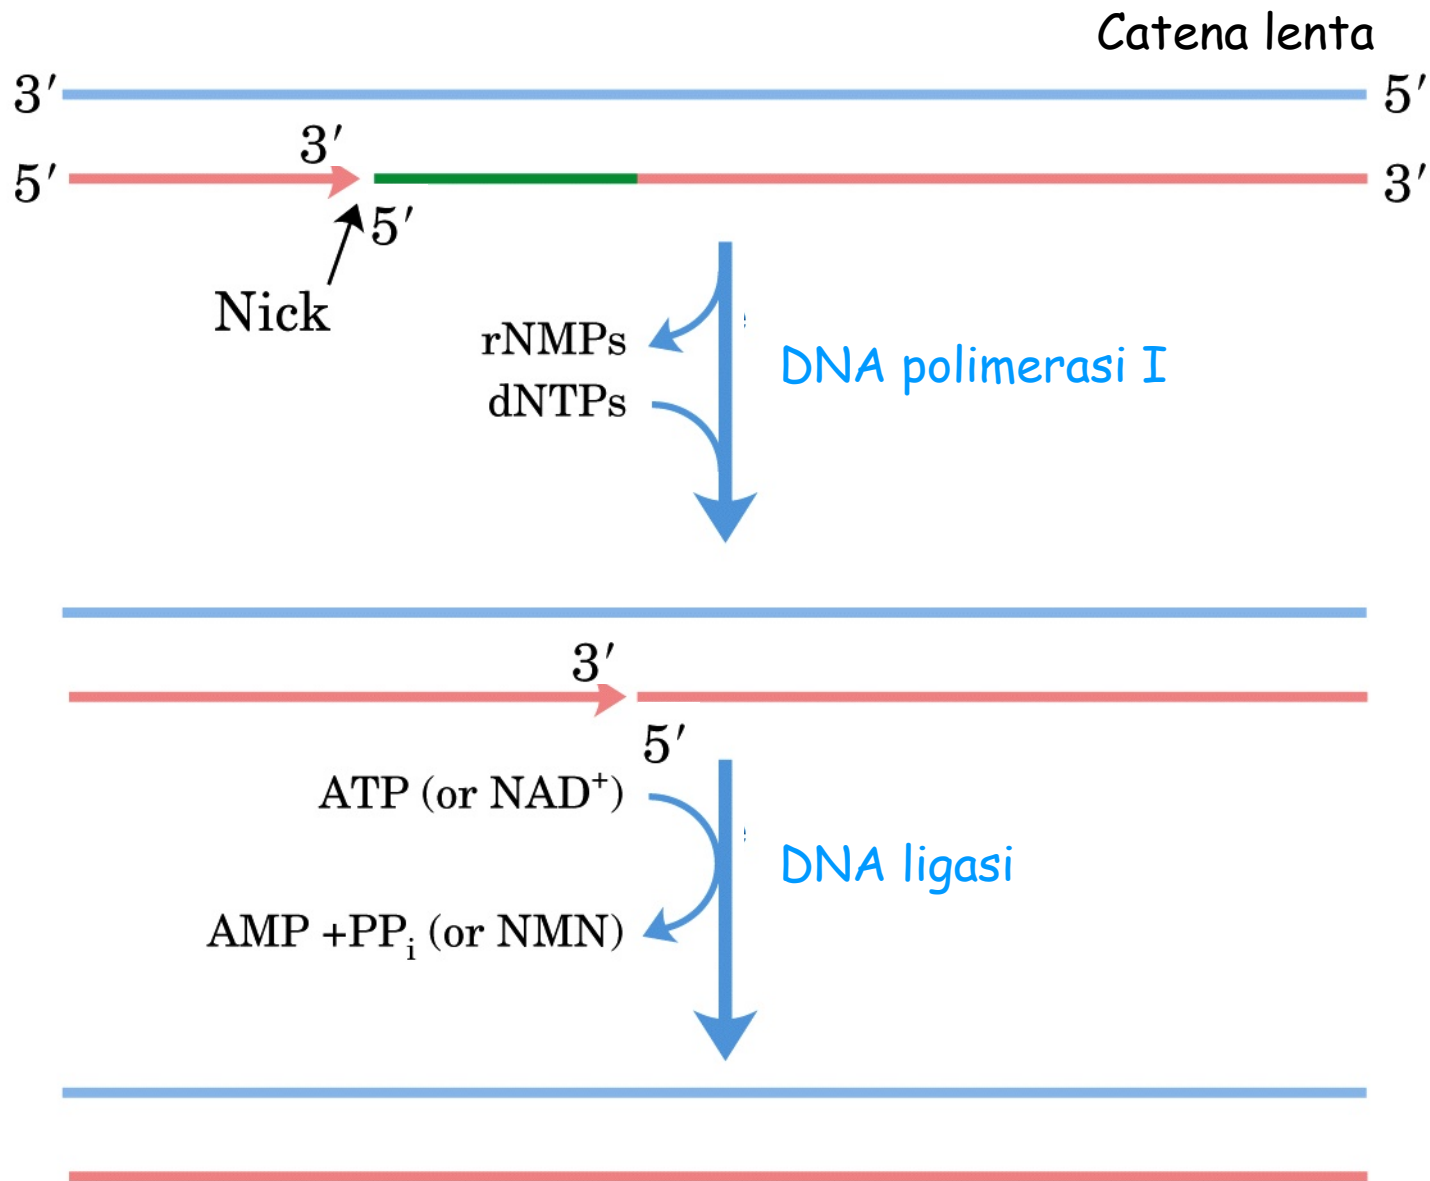 Catena lenta
3′ 5′
3′
5′ 3′
5′
Nick
rNMPs
DNA polimerasi I
dNTPs
3′
5′
ATP (or NAD⁺)
DNA ligasi
AMP +PPᵢ (or NMN)